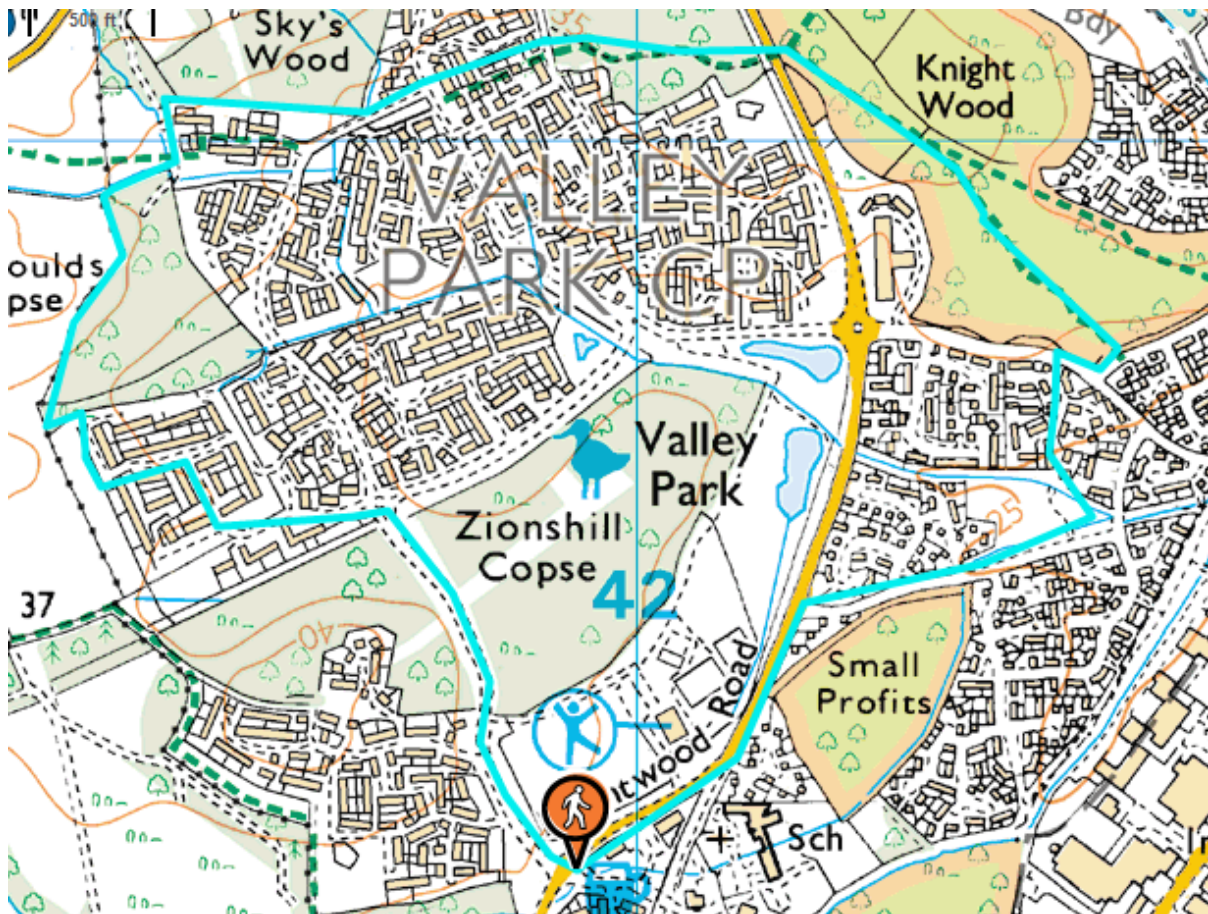 500 ft
Sky's
Wood
35
Bdy
Knight
Wood
VALLEY
PARK CP
oulds
pse
Valley
Park
Zionshill
Copse
25
42
37
40
Small
Profits
Road
twood
Sch
In